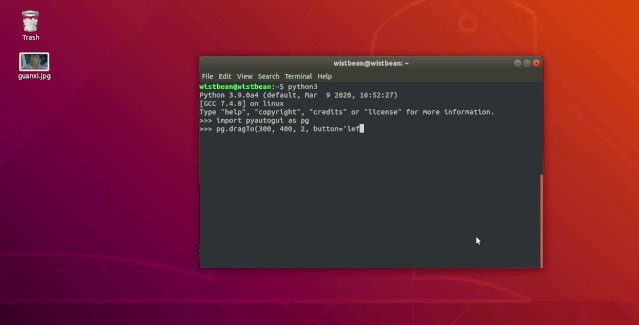 Trash
guanxi.jpg
wistbean@wistbean: ~
File Edit View Search Terminal Help
wistbean@wistbean:~$ python3
Python 3.9.0a4 (default, Mar  9 2020, 16:52:27)
[GCC 7.4.0] on linux
Type "help", "copyright", "credits" or "license" for more information.
>>> import pyautogui as pg
>>> pg.dragTo(300, 400, 2, button='lef